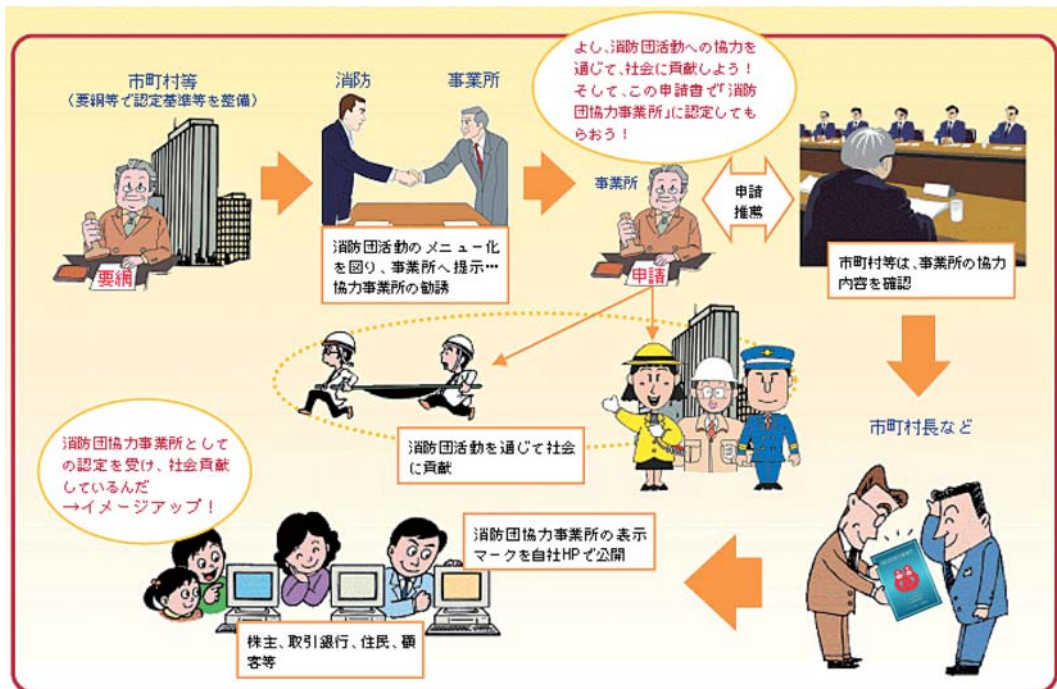 市町村等
（要綱等で認定基準等を整備）
要綱
消防
事業所
消防団活動のメニュー化
を図り、事業所へ提示…
協力事業所の勧誘
よし、消防団活動への協力を
通じて、社会に貢献しよう！
そして、この申請書で「消防
団協力事業所」に認定しても
らおう！
事業所
申請
申請
推薦
市町村等は、事業所の協力
内容を確認
消防団活動を通じて社会
に貢献
市町村長など
消防団協力事業所の表示
マークを自社HPで公開
消防団協力事業所として
の認定を受け、社会貢献
しているんだ
→イメージアップ！
株主、取引銀行、住民、顧
客等